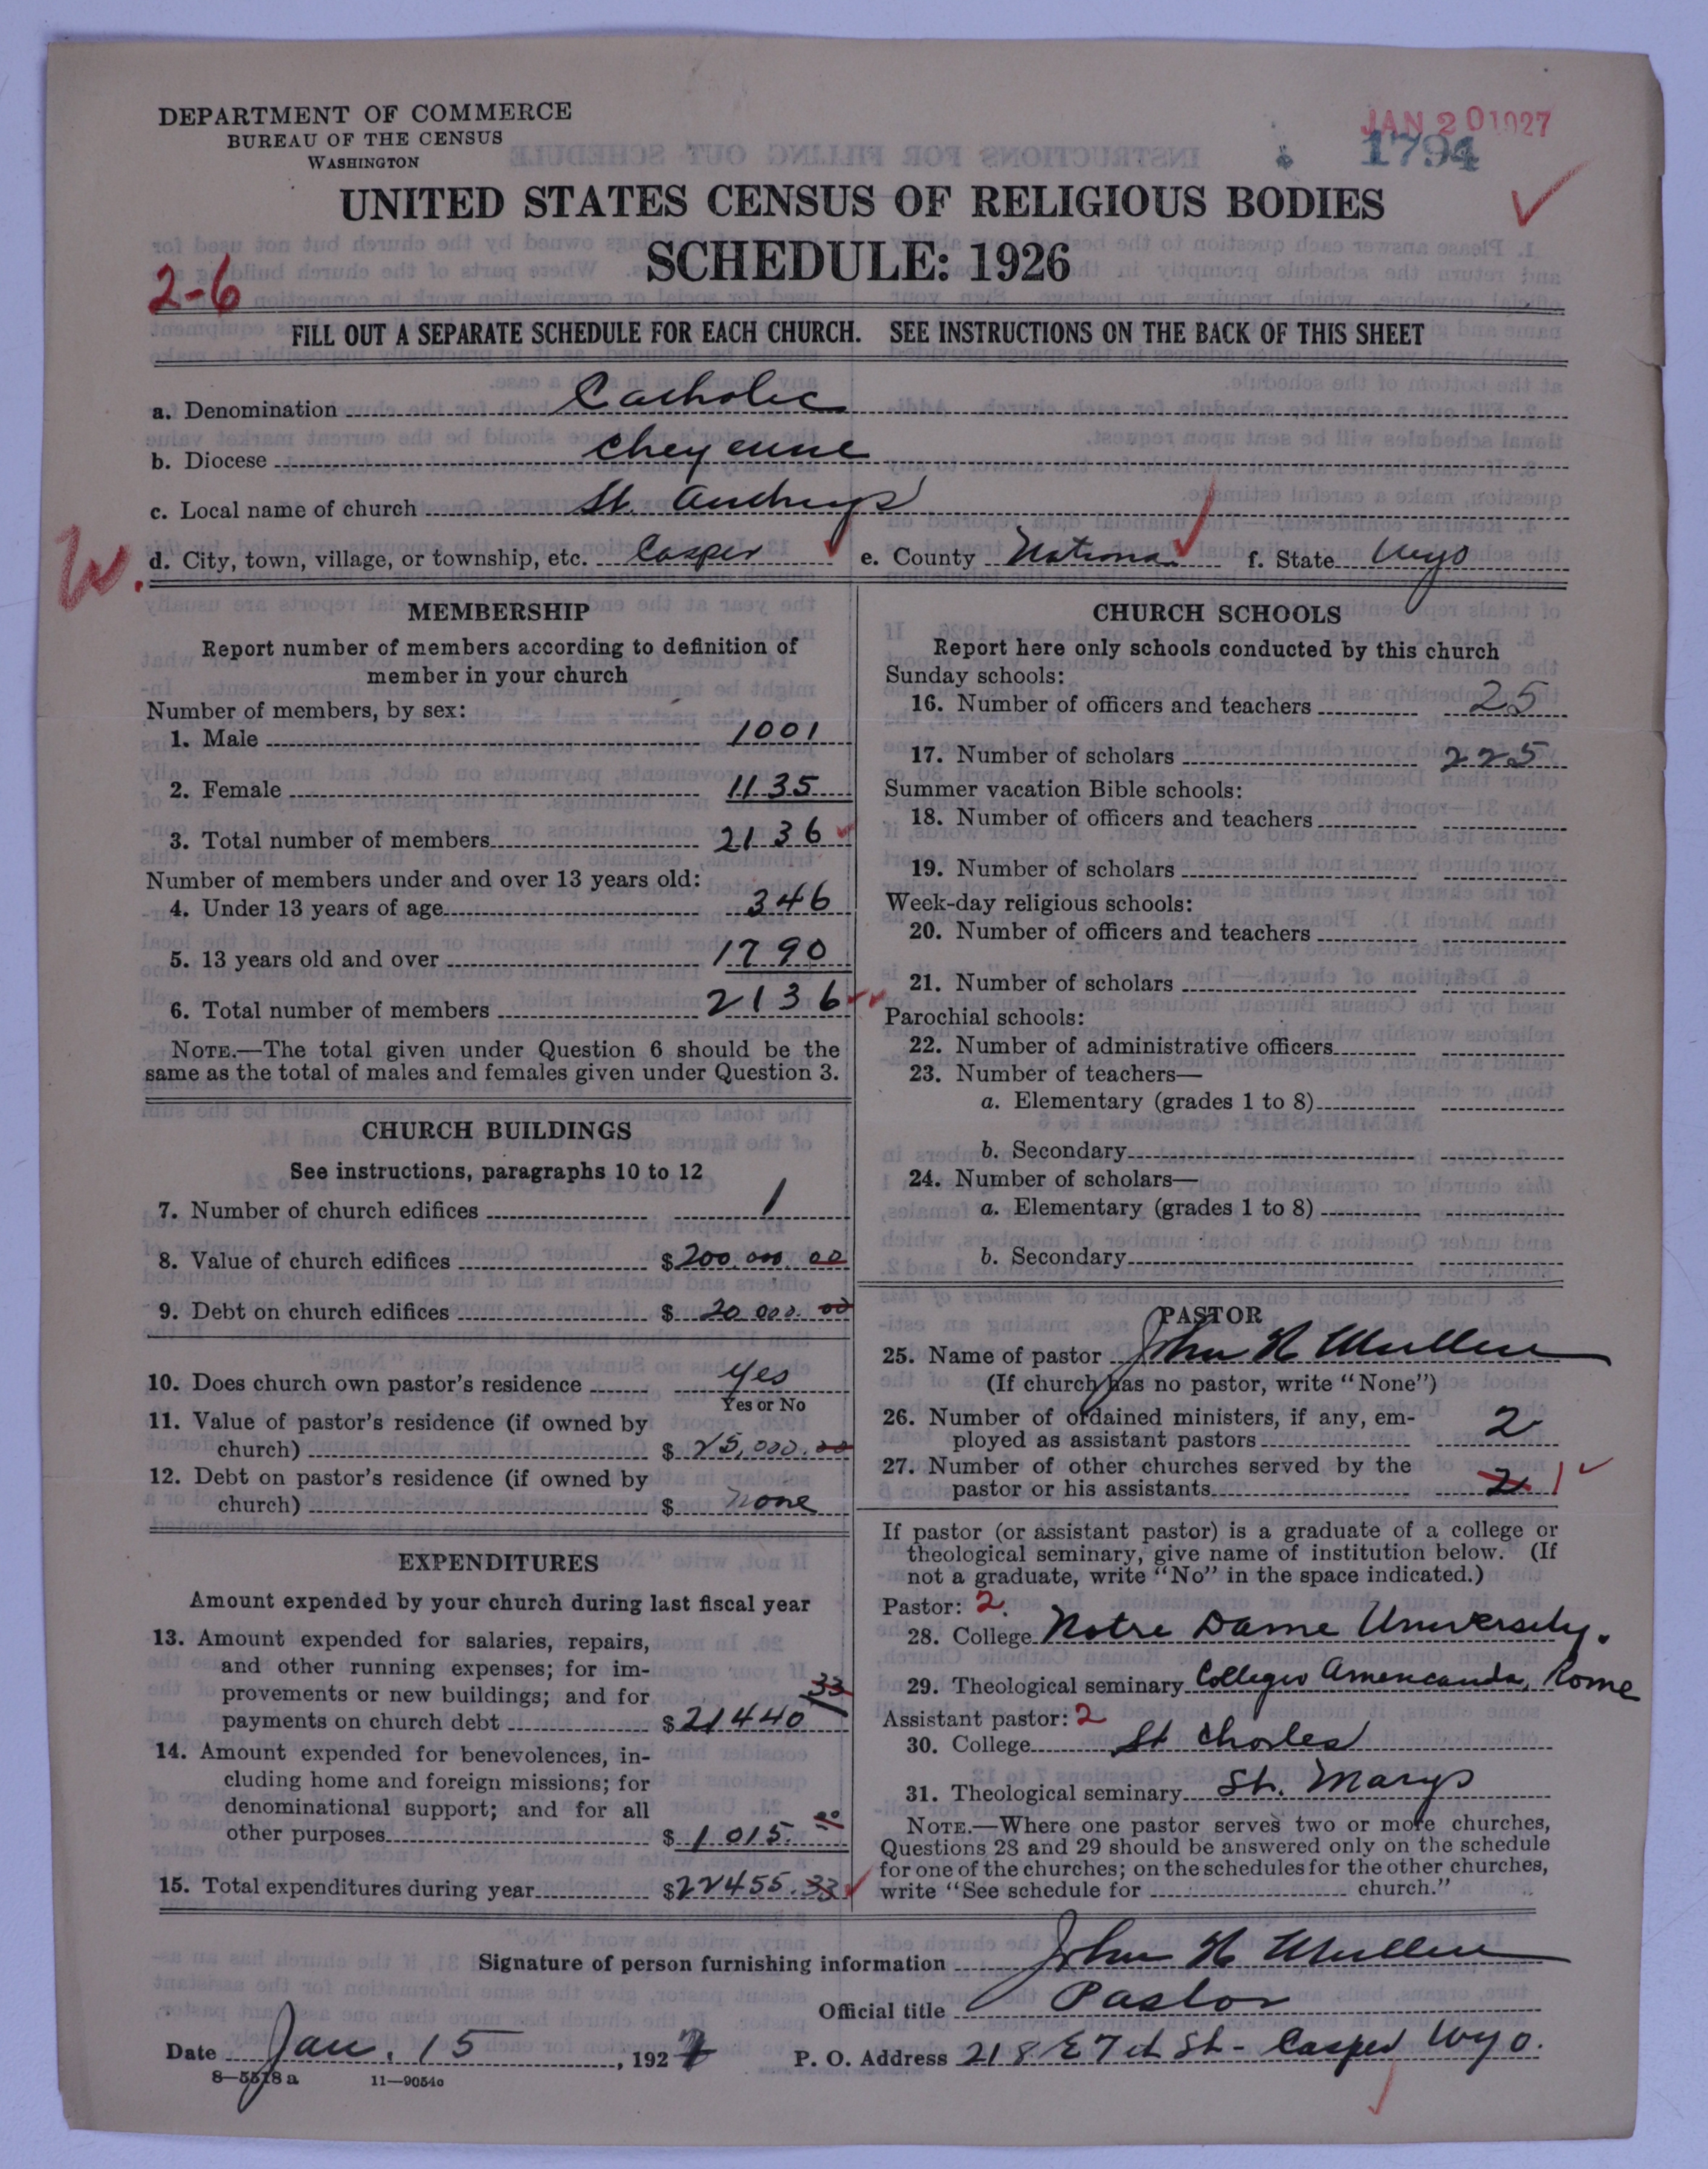 DEPARTMENT OF COMMERCE
BUREAU OF THE CENSUS
WASHINGTON
JAN 20 1927
1794
UNITED STATES CENSUS OF RELIGIOUS BODIES
SCHEDULE: 1926
2-6
FILL OUT A SEPARATE SCHEDULE FOR EACH CHURCH. SEE INSTRUCTIONS ON THE BACK OF THIS SHEET
a. Denomination Catholic
b. Diocese Cheyenne
c. Local name of church St.
W.
d. City, town, village, or township, etc. Casper e. County Natrona f. State Wyo
MEMBERSHIP
Report number of members according to definition of
member in your church
Number of members, by sex:
1. Male 1001
2. Female 1135
3. Total number of members 2136
Number of members under and over 13 years old:
4. Under 13 years of age 346
5. 13 years old and over 1790
6. Total number of members 2136
NOTE.—The total given under Question 6 should be the
same as the total of males and females given under Question 3.
CHURCH BUILDINGS
See instructions, paragraphs 10 to 12
7. Number of church edifices 1
8. Value of church edifices $200,000.00
9. Debt on church edifices $ 20 000.00
10. Does church own pastor's residence Yes
Yes or No
11. Value of pastor's residence (if owned by
church) $ 25,000.00
12. Debt on pastor's residence (if owned by
church) $ none
EXPENDITURES
Amount expended by your church during last fiscal year
13. Amount expended for salaries, repairs,
and other running expenses; for im-
provements or new buildings; and for
payments on church debt $21440 33
14. Amount expended for benevolences, in-
cluding home and foreign missions; for
denominational support; and for all
other purposes $1015.00
15. Total expenditures during year $22455.33
CHURCH SCHOOLS
Report here only schools conducted by this church
Sunday schools:
16. Number of officers and teachers 25
17. Number of scholars 225
Summer vacation Bible schools:
18. Number of officers and teachers
19. Number of scholars
Week-day religious schools:
20. Number of officers and teachers
21. Number of scholars
Parochial schools:
22. Number of administrative officers
23. Number of teachers—
a. Elementary (grades 1 to 8)
b. Secondary
24. Number of scholars—
a. Elementary (grades 1 to 8)
b. Secondary
PASTOR
25. Name of pastor John H Mullin
(If church has no pastor, write "None")
26. Number of ordained ministers, if any, em-
ployed as assistant pastors 2
27. Number of other churches served by the
pastor or his assistants 2 1
If pastor (or assistant pastor) is a graduate of a college or
theological seminary, give name of institution below. (If
not a graduate, write "No" in the space indicated.)
Pastor: 2.
28. College Notre Dame University.
29. Theological seminary Collegio Americanda, Rome
Assistant pastor: 2
30. College St Charles
31. Theological seminary St. Marys
NOTE.—Where one pastor serves two or more churches,
Questions 28 and 29 should be answered only on the schedule
for one of the churches; on the schedules for the other churches,
write "See schedule for church."
Signature of person furnishing information John H Mullin
Official title Pastor
Date Jan. 15, 1927 P. O. Address 218 E 7th St - Casper Wyo.
8—5518a 11—9054o